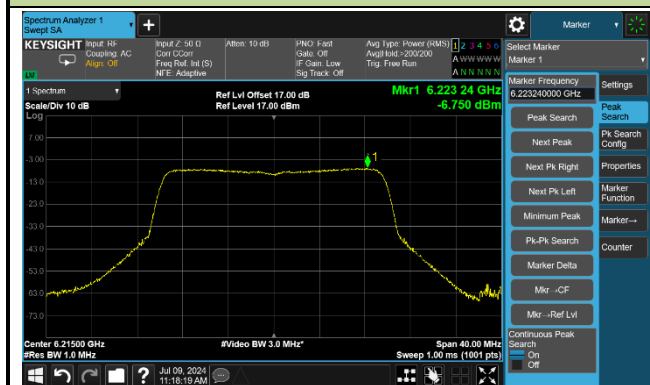 Spectrum Analyzer 1
Swept SA
+
Marker
KEYSIGHT
Input: RF
Coupling: AC
Align: Off
Input Z: 50 Ω
Corr CCorr
Freq Ref: Int (S)
NFE: Adaptive
Atten: 10 dB
PNO: Fast
Gate: Off
IF Gain: Low
Sig Track: Off
Avg Type: Power (RMS)
Avg|Hold:>200/200
Trig: Free Run
1 2 3 4 5 6
A W W W W W
A N N N N N
LM
Select Marker
Marker 1
1 Spectrum
Scale/Div 10 dB
Log
Ref Lvl Offset 17.00 dB
Ref Level 17.00 dBm
Mkr1 6.223 24 GHz
-6.750 dBm
7.00
-3.00
-13.0
-23.0
-33.0
-43.0
-53.0
-63.0
-73.0
1
Center 6.21500 GHz
#Res BW 1.0 MHz
#Video BW 3.0 MHz*
Span 40.00 MHz
Sweep 1.00 ms (1001 pts)
Marker Frequency
6.223240000 GHz
Peak Search
Next Peak
Next Pk Right
Next Pk Left
Minimum Peak
Pk-Pk Search
Marker Delta
Mkr→CF
Mkr→Ref Lvl
Continuous Peak
Search
On
Off
Settings
Peak
Search
Pk Search
Config
Properties
Marker
Function
Marker→
Counter
?
Jul 09, 2024
11:18:19 AM